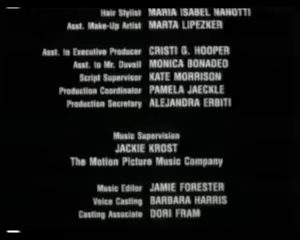 Hair Stylist MARIA ISABEL NANOTTI
Asst. Make-Up Artist MARTA LIPEZKER
Asst. to Executive Producer CRISTI G. HOOPER
Asst. to Mr. Duvall MONICA BONADEO
Script Supervisor KATE MORRISON
Production Coordinator PAMELA JAECKLE
Production Secretary ALEJANDRA ERBITI
Music Supervision
JACKIE KROST
The Motion Picture Music Company
Music Editor JAMIE FORESTER
Voice Casting BARBARA HARRIS
Casting Associate DORI FRAM